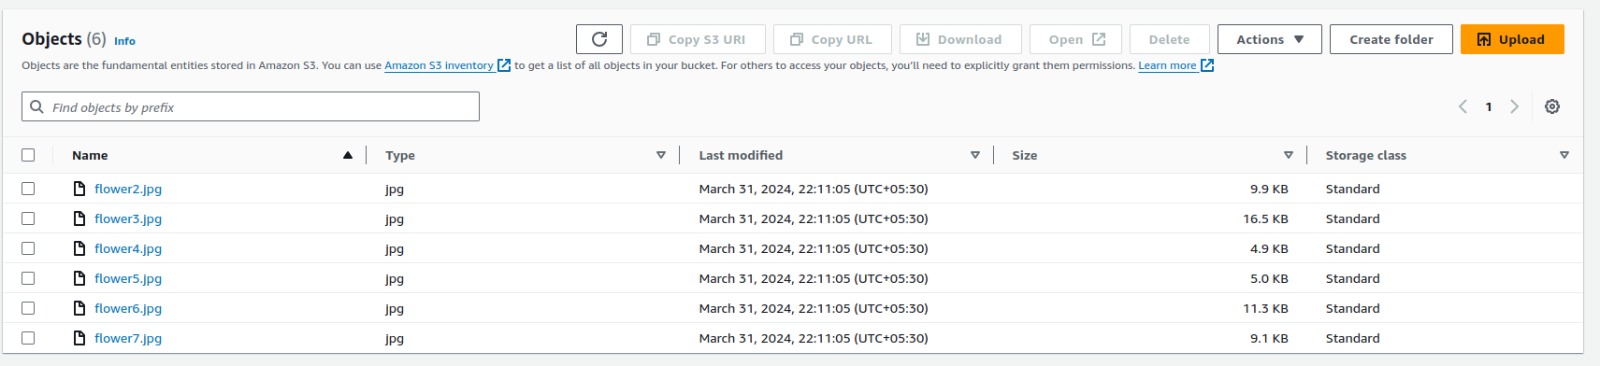 Objects (6) Info
Copy S3 URI Copy URL Download Open Delete Actions Create folder Upload
Objects are the fundamental entities stored in Amazon S3. You can use Amazon S3 inventory to get a list of all objects in your bucket. For others to access your objects, you'll need to explicitly grant them permissions. Learn more
Find objects by prefix
1
Name Type Last modified Size Storage class
flower2.jpg jpg March 31, 2024, 22:11:05 (UTC+05:30) 9.9 KB Standard
flower3.jpg jpg March 31, 2024, 22:11:05 (UTC+05:30) 16.5 KB Standard
flower4.jpg jpg March 31, 2024, 22:11:05 (UTC+05:30) 4.9 KB Standard
flower5.jpg jpg March 31, 2024, 22:11:05 (UTC+05:30) 5.0 KB Standard
flower6.jpg jpg March 31, 2024, 22:11:05 (UTC+05:30) 11.3 KB Standard
flower7.jpg jpg March 31, 2024, 22:11:05 (UTC+05:30) 9.1 KB Standard